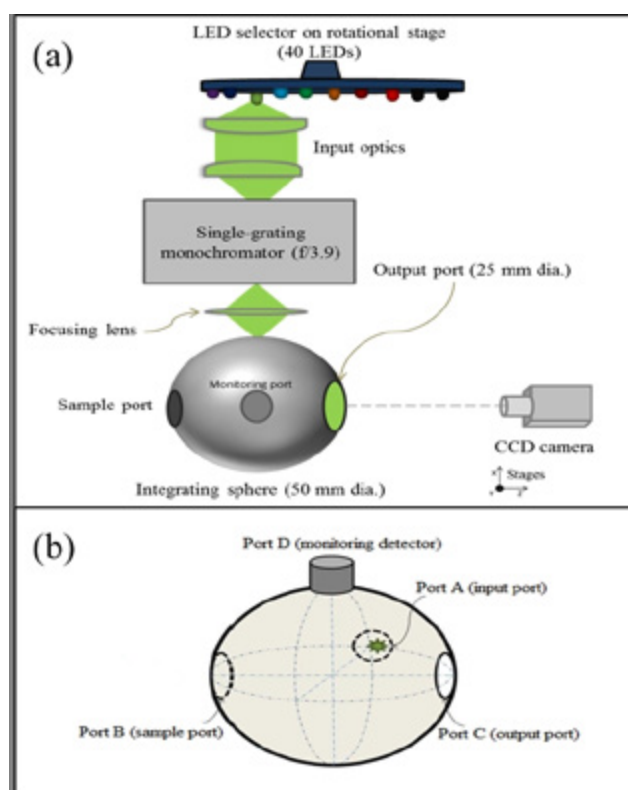 LED selector on rotational stage
(40 LEDs)
(a)
Input optics
Single-grating
monochromator (f/3.9)
Output port (25 mm dia.)
Focusing lens
Monitoring port
Sample port
CCD camera
Integrating sphere (50 mm dia.)
X
Stages
Y
Z
(b)
Port D (monitoring detector)
Port A (input port)
Port B (sample port)
Port C (output port)